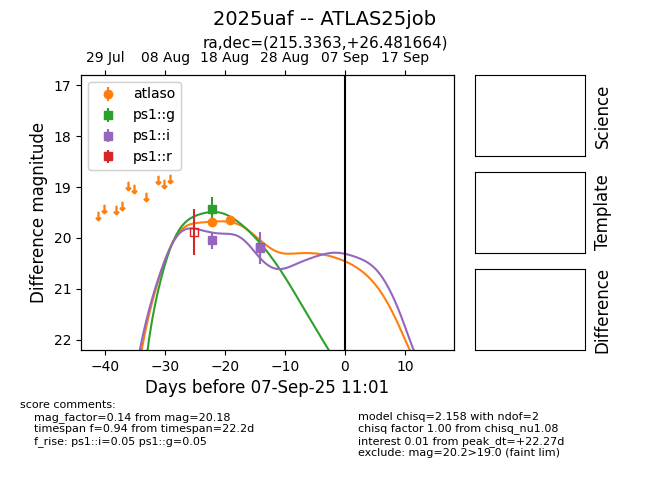 2025uaf -- ATLAS25job
ra,dec=(215.3363,+26.481664)
29 Jul 08 Aug 18 Aug 28 Aug 07 Sep 17 Sep
atlaso
ps1::g
ps1::i
ps1::r
17
18
19
20
21
22
Difference magnitude
−40 −30 −20 −10 0 10
Days before 07-Sep-25 11:01
Science
Template
Difference
score comments:
mag_factor=0.14 from mag=20.18
timespan f=0.94 from timespan=22.2d
f_rise: ps1::i=0.05 ps1::g=0.05
model chisq=2.158 with ndof=2
chisq factor 1.00 from chisq_nu1.08
interest 0.01 from peak_dt=+22.27d
exclude: mag=20.2>19.0 (faint lim)